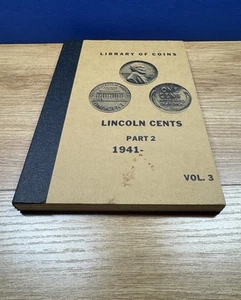 LIBRARY OF COINS
LINCOLN CENTS
PART 2
1941-
VOL. 3